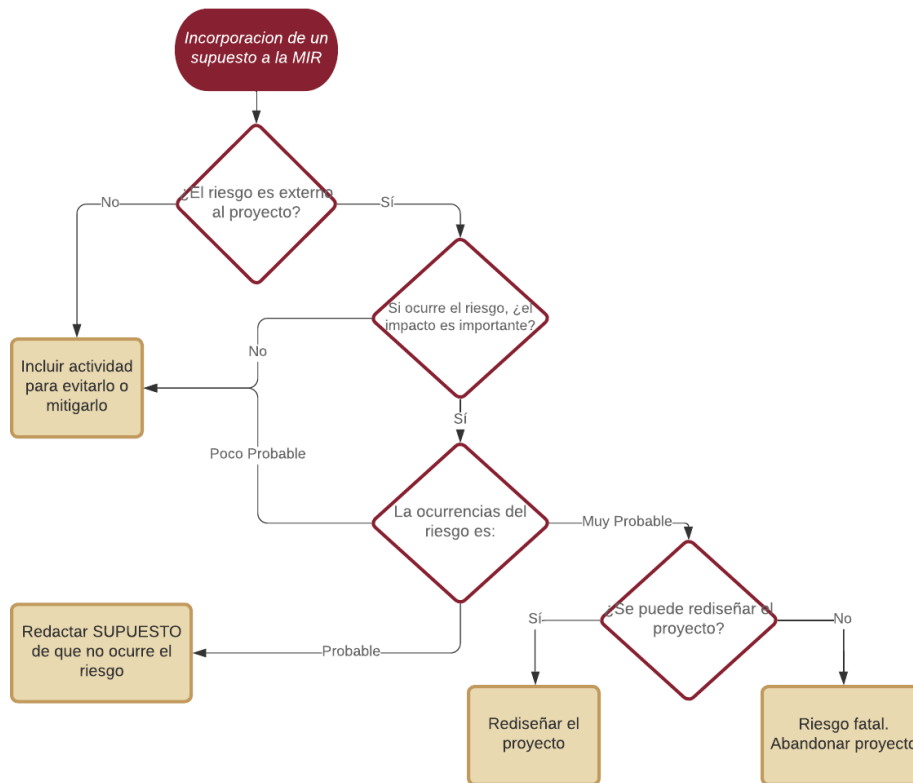 Incorporacion de un
supuesto a la MIR
¿El riesgo es externo
al proyecto?
No
Sí
Si ocurre el riesgo, ¿el
impacto es importante?
No
Incluir actividad
para evitarlo o
mitigarlo
Sí
Poco Probable
La ocurrencias del
riesgo es:
Muy Probable
¿Se puede rediseñar el
proyecto?
Sí
No
Redactar SUPUESTO
de que no ocurre el
riesgo
Probable
Rediseñar el
proyecto
Riesgo fatal.
Abandonar proyecto